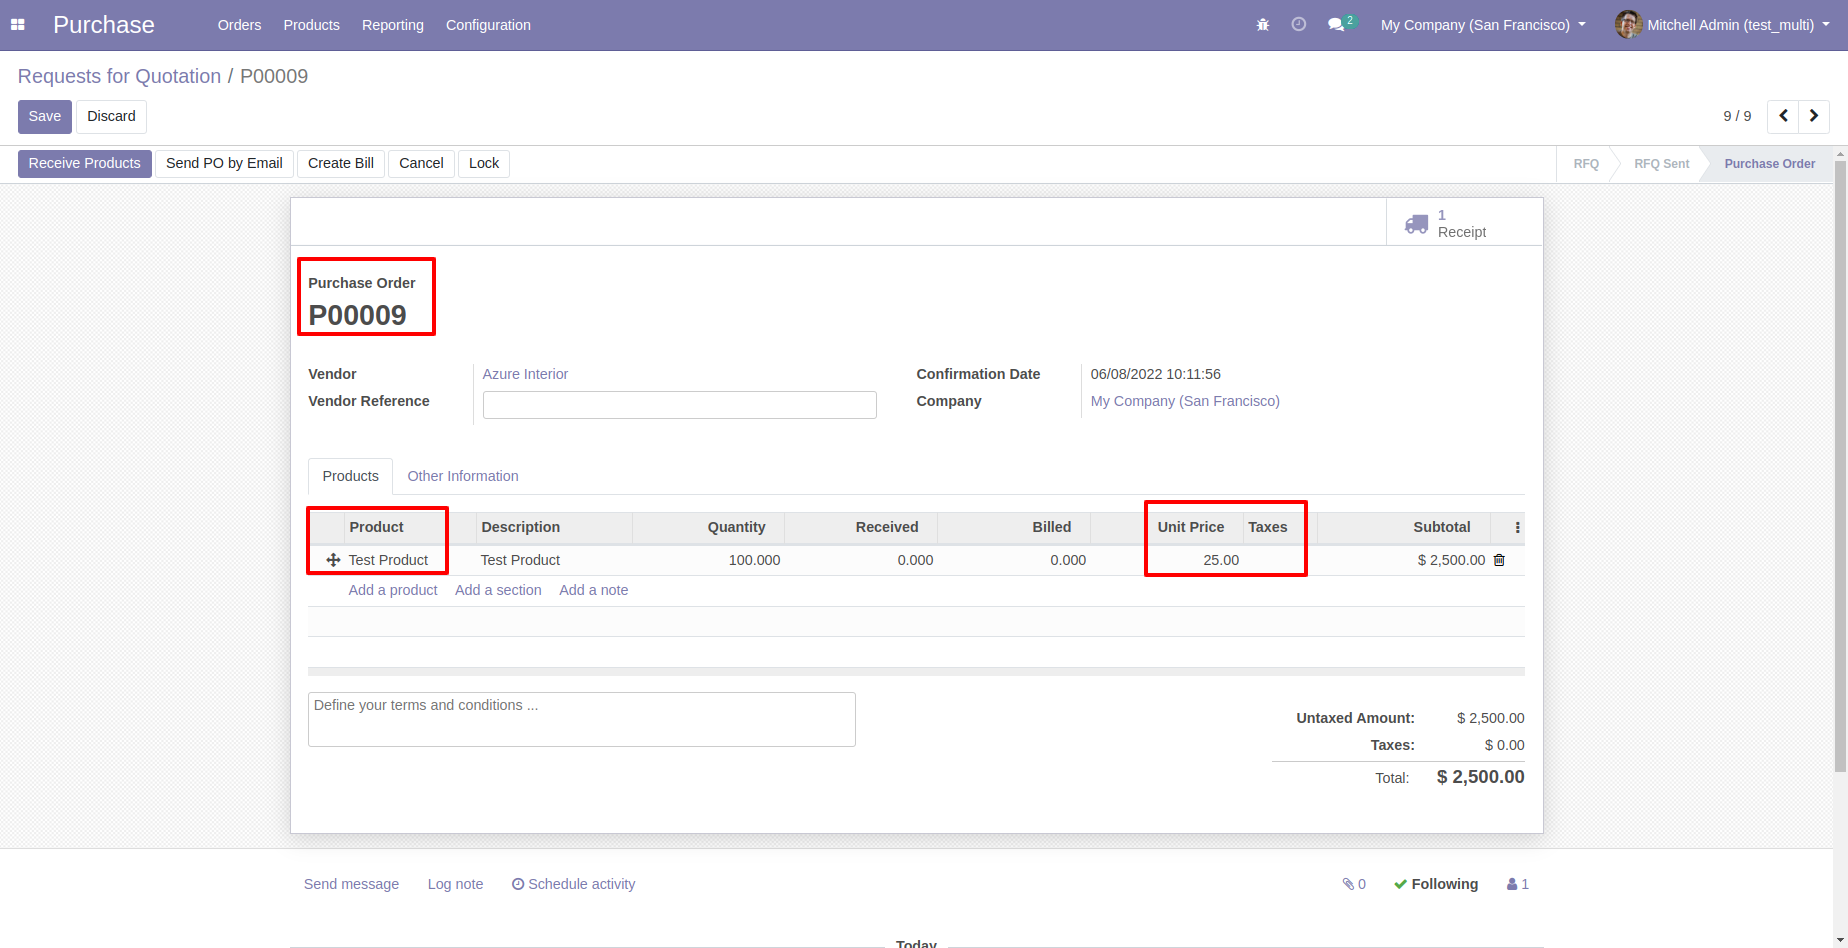 Purchase Orders Products Reporting Configuration 2 My Company (San Francisco) Mitchell Admin (test_multi)
Requests for Quotation / P00009
Save Discard 9 / 9
Receive Products Send PO by Email Create Bill Cancel Lock RFQ RFQ Sent Purchase Order
1
Receipt
Purchase Order
P00009
Vendor Azure Interior Confirmation Date 06/08/2022 10:11:56
Vendor Reference Company My Company (San Francisco)
Products Other Information
Product Description Quantity Received Billed Unit Price Taxes Subtotal
Test Product Test Product 100.000 0.000 0.000 25.00 $ 2,500.00
Add a product Add a section Add a note
Define your terms and conditions ...
Untaxed Amount: $ 2,500.00
Taxes: $ 0.00
Total: $ 2,500.00
Send message Log note Schedule activity 0 Following 1
Today